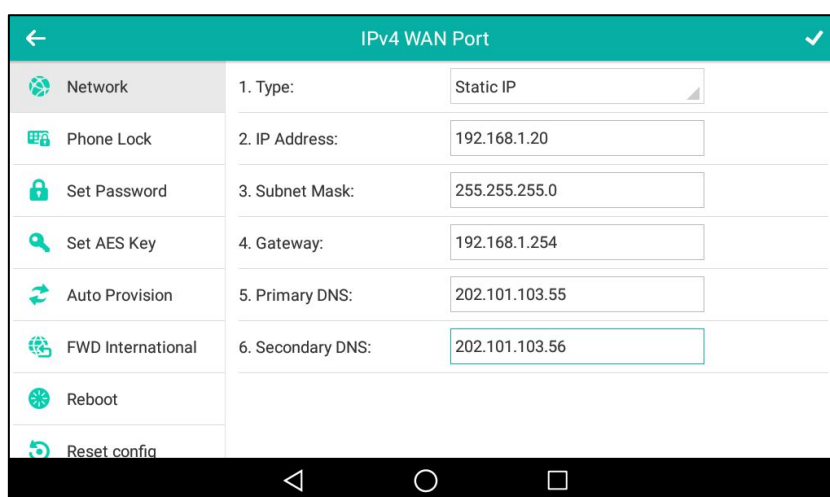 IPv4 WAN Port
Network
1. Type:
Static IP
Phone Lock
2. IP Address:
192.168.1.20
Set Password
3. Subnet Mask:
255.255.255.0
Set AES Key
4. Gateway:
192.168.1.254
Auto Provision
5. Primary DNS:
202.101.103.55
FWD International
6. Secondary DNS:
202.101.103.56
Reboot
Reset config